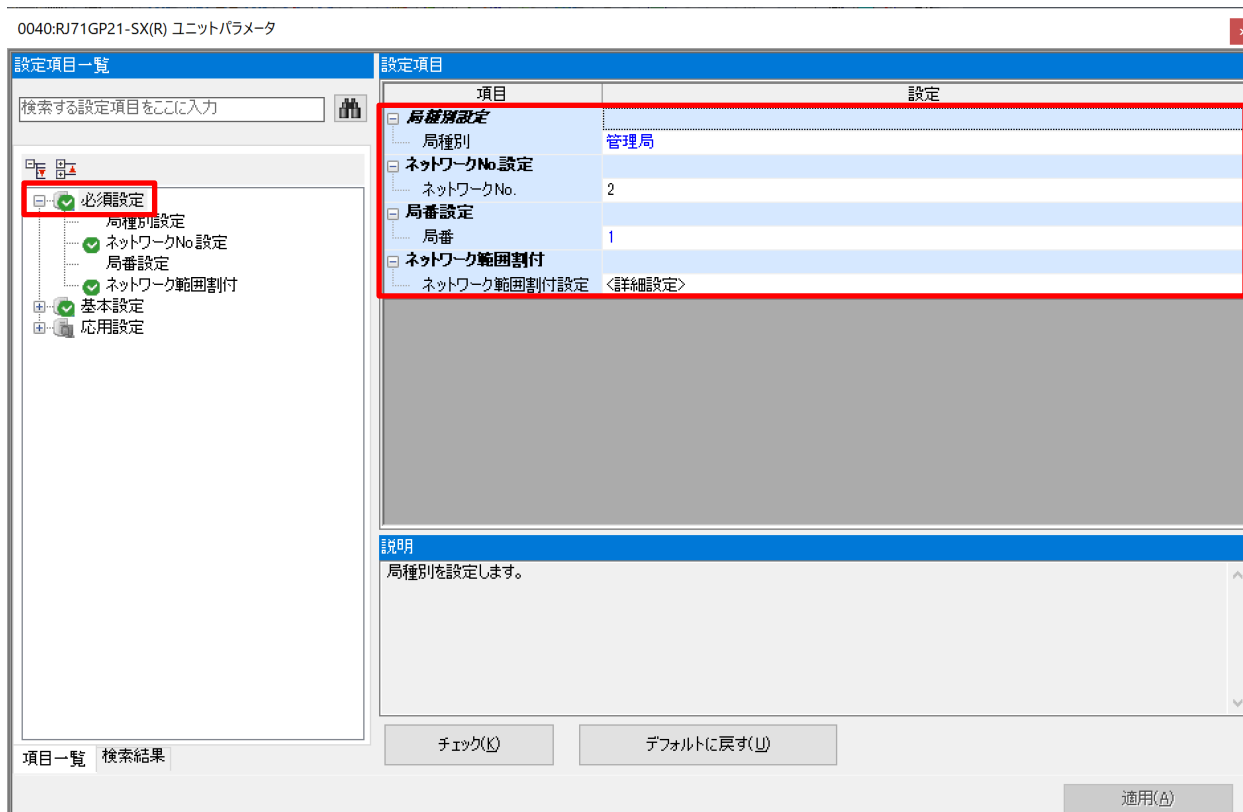 0040:RJ71GP21-SX(R) ユニットパラメータ
設定項目一覧
検索する設定項目をここに入力
必須設定
局種別設定
ネットワークNo.設定
局番設定
ネットワーク範囲割付
基本設定
応用設定
項目一覧 検索結果
設定項目
項目 設定
局種別設定
局種別 管理局
ネットワークNo.設定
ネットワークNo. 2
局番設定
局番 1
ネットワーク範囲割付
ネットワーク範囲割付設定 <詳細設定>
説明
局種別を設定します。
チェック(K) デフォルトに戻す(U)
適用(A)